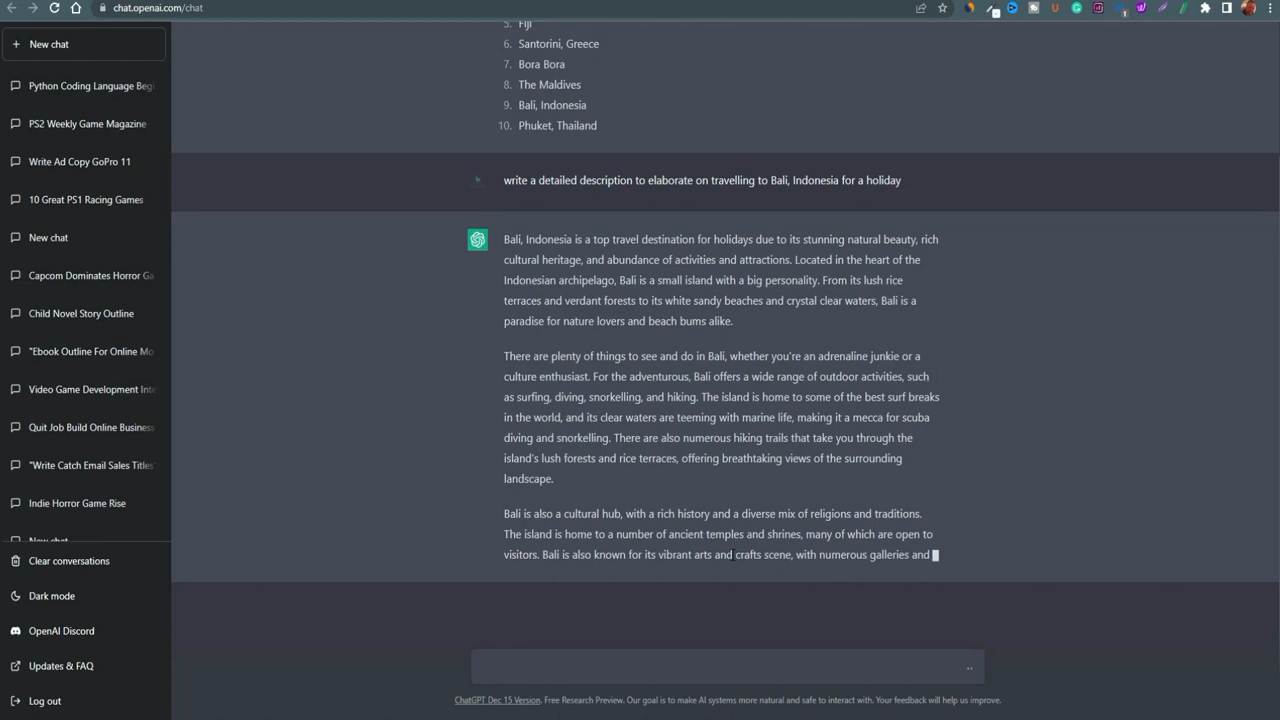 chat.openai.com/chat
New chat
Python Coding Language Begi
PS2 Weekly Game Magazine
Write Ad Copy GoPro 11
10 Great PS1 Racing Games
New chat
Capcom Dominates Horror Ga
Child Novel Story Outline
"Ebook Outline For Online Mo
Video Game Development Inte
Quit Job Build Online Business
"Write Catch Email Sales Titles"
Indie Horror Game Rise
New chat
Clear conversations
Dark mode
OpenAI Discord
Updates & FAQ
Log out
5. Fiji
6. Santorini, Greece
7. Bora Bora
8. The Maldives
9. Bali, Indonesia
10. Phuket, Thailand
write a detailed description to elaborate on travelling to Bali, Indonesia for a holiday
Bali, Indonesia is a top travel destination for holidays due to its stunning natural beauty, rich
cultural heritage, and abundance of activities and attractions. Located in the heart of the
Indonesian archipelago, Bali is a small island with a big personality. From its lush rice
terraces and verdant forests to its white sandy beaches and crystal clear waters, Bali is a
paradise for nature lovers and beach bums alike.
There are plenty of things to see and do in Bali, whether you're an adrenaline junkie or a
culture enthusiast. For the adventurous, Bali offers a wide range of outdoor activities, such
as surfing, diving, snorkelling, and hiking. The island is home to some of the best surf breaks
in the world, and its clear waters are teeming with marine life, making it a mecca for scuba
diving and snorkelling. There are also numerous hiking trails that take you through the
island's lush forests and rice terraces, offering breathtaking views of the surrounding
landscape.
Bali is also a cultural hub, with a rich history and a diverse mix of religions and traditions.
The island is home to a number of ancient temples and shrines, many of which are open to
visitors. Bali is also known for its vibrant arts and crafts scene, with numerous galleries and
ChatGPT Dec 15 Version. Free Research Preview. Our goal is to make AI systems more natural and safe to interact with. Your feedback will help us improve.